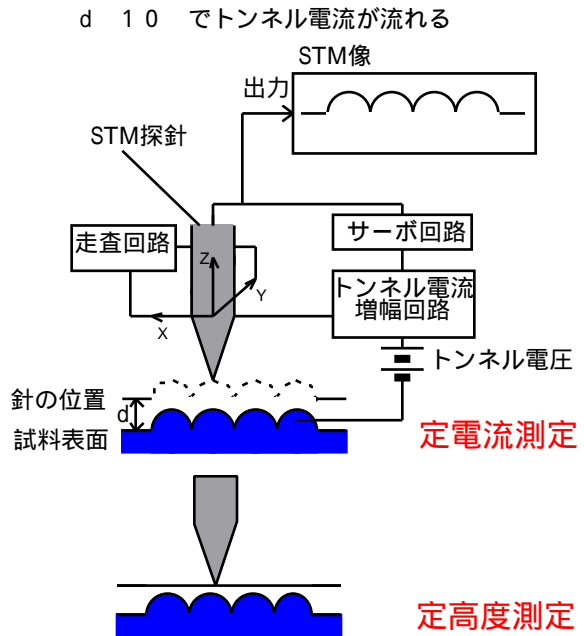 d 10 でトンネル電流が流れる
STM像
出力
STM探針
走査回路
サーボ回路
Z
Y
X
トンネル電流
増幅回路
トンネル電圧
針の位置
d
試料表面
定電流測定
定高度測定